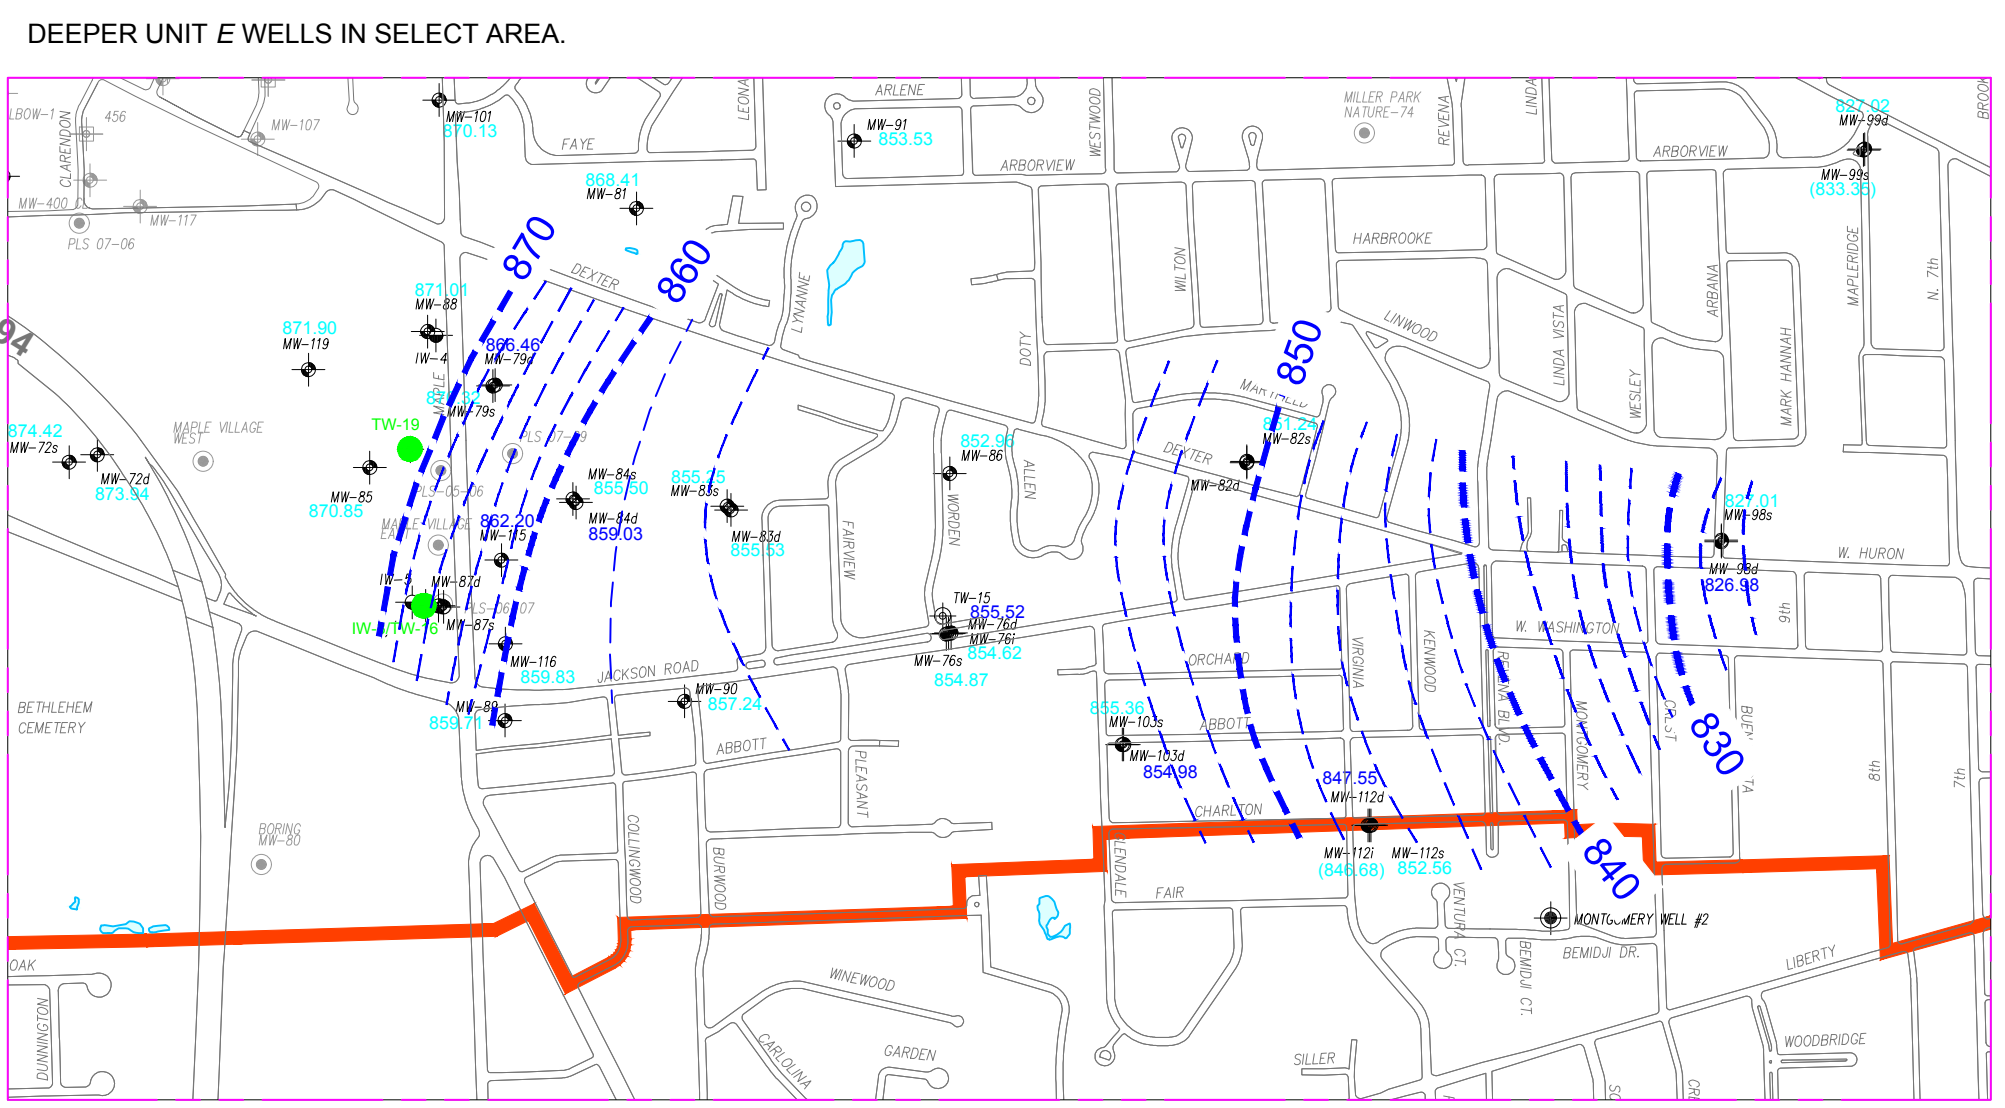 DEEPER UNIT E WELLS IN SELECT AREA.
LBOW-1
456
CLARENDON
MW-107
MW-400
MW-117
PLS 07-06
MW-101
870.13
FAYE
LEONA
ARLENE
MW-91
853.53
WESTWOOD
ARBORVIEW
MILLER PARK
NATURE-74
REVENA
LINDA
ARBORVIEW
827.02
MW-99d
MW-99s
(833.35)
BROOK
868.41
MW-81
870
860
DEXTER
LYNANNE
WILTON
HARBROOKE
LINWOOD
LINDA VISTA
ARBANA
MAPLERIDGE
N. 7th
871.01
MW-88
IW-4
871.90
MW-119
94
866.46
MW-79d
MW-79s
MAPLE
DOTY
850
WESLEY
MARK HANNAH
TW-19
874.42
MW-72s
MW-72d
873.94
MAPLE VILLAGE
WEST
MW-85
870.85
PLS-05-06
MW-84s
855.50
MW-84d
859.03
855.25
MW-83s
MW-83d
855.53
852.96
MW-86
ALLEN
WORDEN
FAIRVIEW
DEXTER
851.24
MW-82s
MW-82d
827.01
MW-98s
MW-98d
826.98
W. HURON
MAPLE VILLAGE
862.20
MW-115
IW-5
MW-87d
MW-87s
MW-116
859.83
TW-15
855.52
MW-76d
MW-76i
854.62
MW-76s
854.87
W. WASHINGTON
9th
JACKSON ROAD
ORCHARD
VIRGINIA
KENWOOD
MW-89
859.71
MW-90
857.24
ABBOTT
PLEASANT
855.36
MW-103s
ABBOTT
MW-103d
854.98
MONTGOMERY
830
8th
7th
BETHLEHEM
CEMETERY
847.55
MW-112d
CHARLTON
MW-112i
(846.68)
MW-112s
852.56
840
BORING
MW-80
COLLINGWOOD
BURWOOD
FAIR
VENTURA CT.
MONTGOMERY WELL #2
BEMIDJI DR.
BEMIDJI CT.
LIBERTY
OAK
DUNNINGTON
WINEWOOD
CARLOLINA
GARDEN
SILLER
WOODBRIDGE